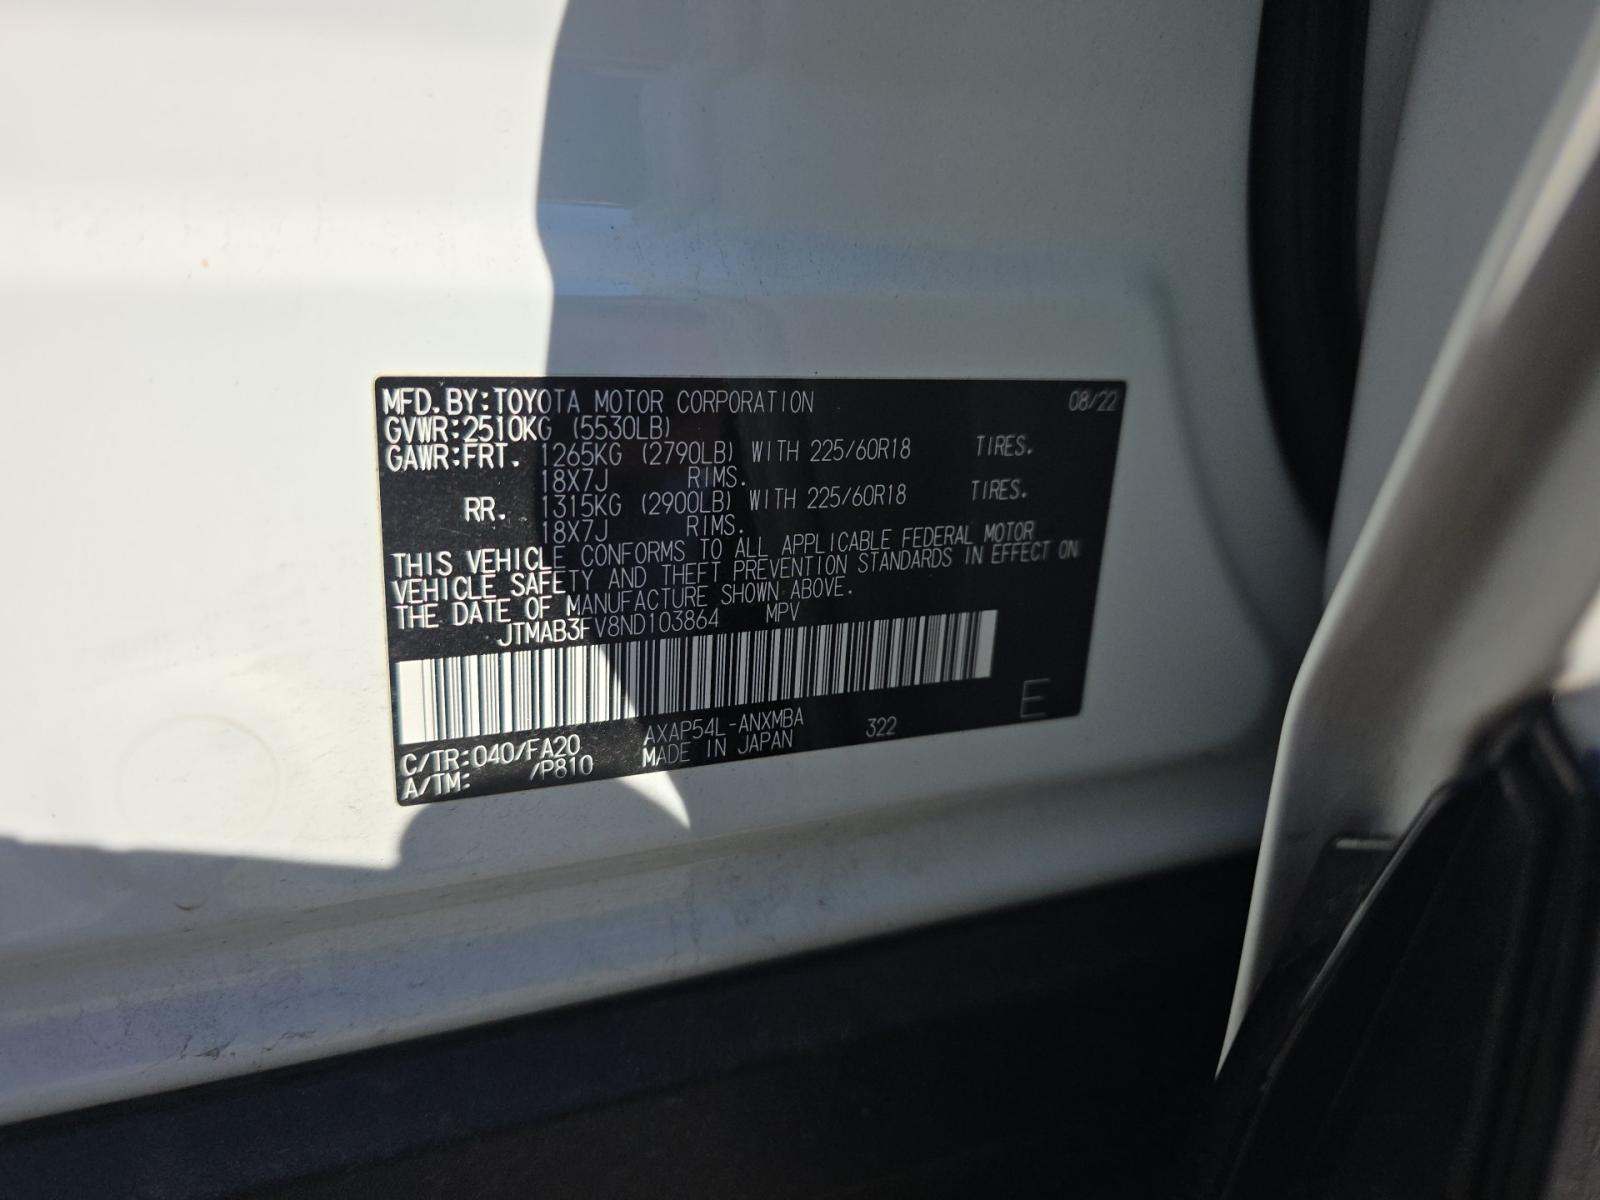 MFD. BY:TOYOTA MOTOR CORPORATION 08/22
GVWR:2510KG (5530LB)
GAWR:FRT. 1265KG (2790LB) WITH 225/60R18 TIRES.
18X7J RIMS.
RR. 1315KG (2900LB) WITH 225/60R18 TIRES.
18X7J RIMS.
THIS VEHICLE CONFORMS TO ALL APPLICABLE FEDERAL MOTOR
VEHICLE SAFETY AND THEFT PREVENTION STANDARDS IN EFFECT ON
THE DATE OF MANUFACTURE SHOWN ABOVE.
JTMAB3FV8ND103864 MPV
E
C/TR:040/FA20 AXAP54L-ANXMBA 322
A/TM: /P810 MADE IN JAPAN